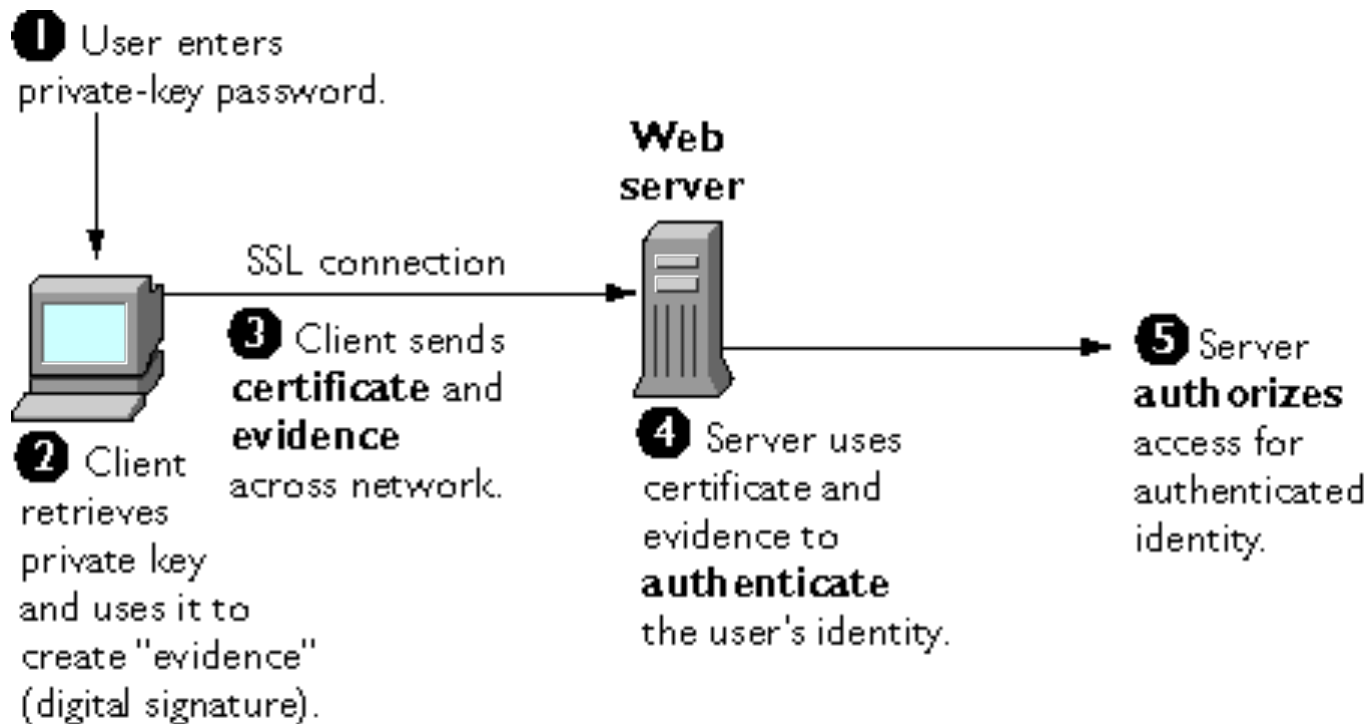 1 User enters
private-key password.
Web
server
SSL connection
3 Client sends
certificate and
evidence
across network.
2 Client
retrieves
private key
and uses it to
create "evidence"
(digital signature).
4 Server uses
certificate and
evidence to
authenticate
the user's identity.
5 Server
authorizes
access for
authenticated
identity.